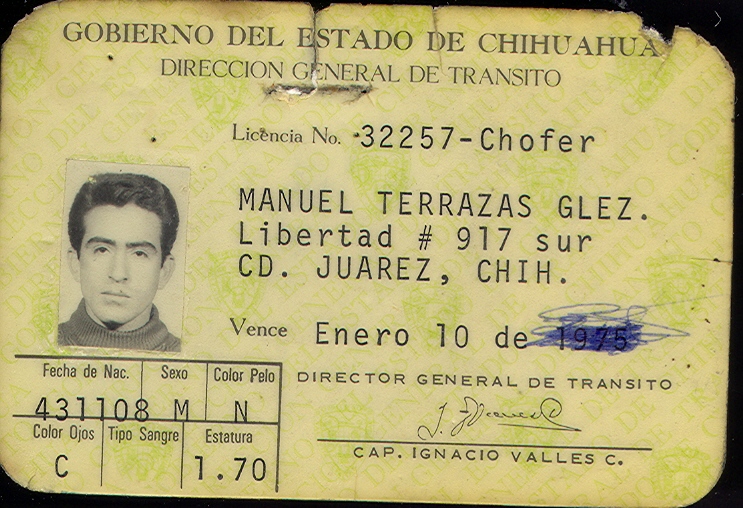 GOBIERNO DEL ESTADO DE CHIHUAHUA
DIRECCION GENERAL DE TRANSITO
Licencia No. 32257-Chofer
MANUEL TERRAZAS GLEZ.
Libertad # 917 sur
CD. JUAREZ, CHIH.
Vence Enero 10 de 1975
Fecha de Nac. Sexo Color Pelo
431108 M N
Color Ojos Tipo Sangre Estatura
C 1.70
DIRECTOR GENERAL DE TRANSITO
CAP. IGNACIO VALLES C.